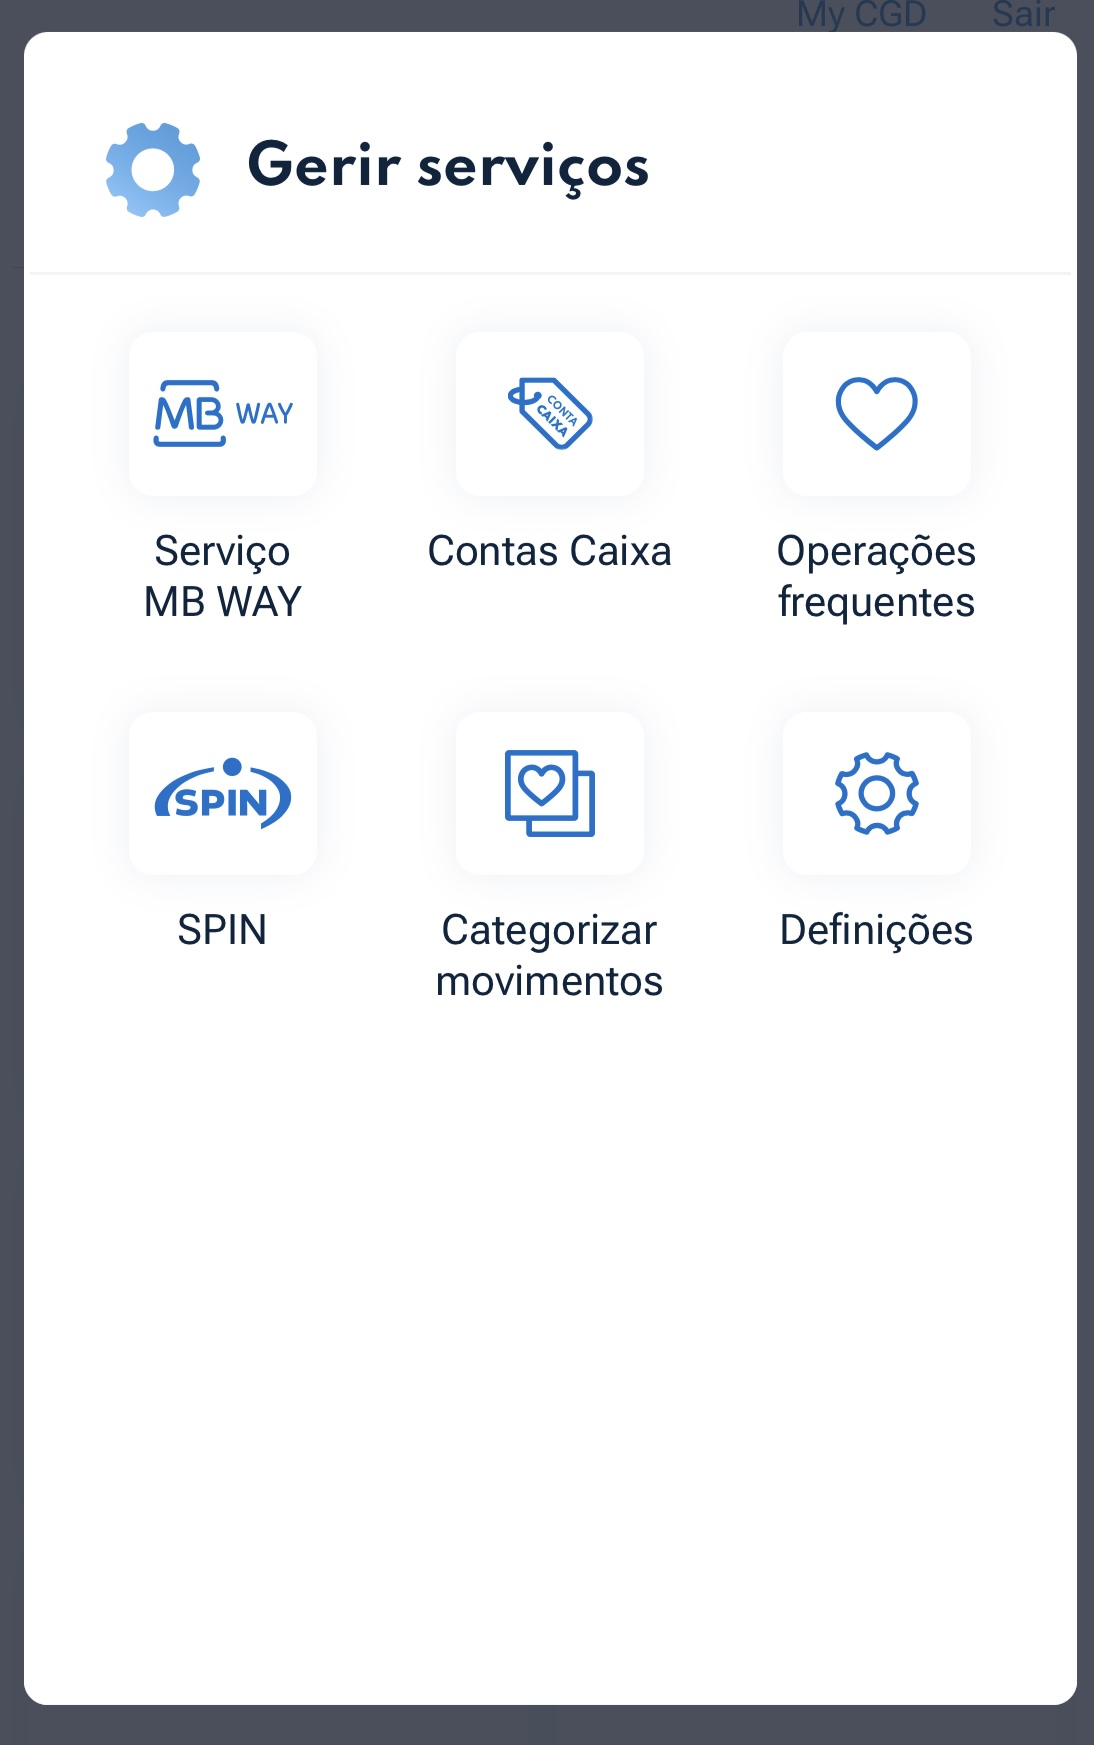 My CGD Sair
Gerir serviços
MB WAY
CONTA
CAIXA
Serviço
MB WAY
Contas Caixa
Operações
frequentes
SPIN
SPIN
Categorizar
movimentos
Definições